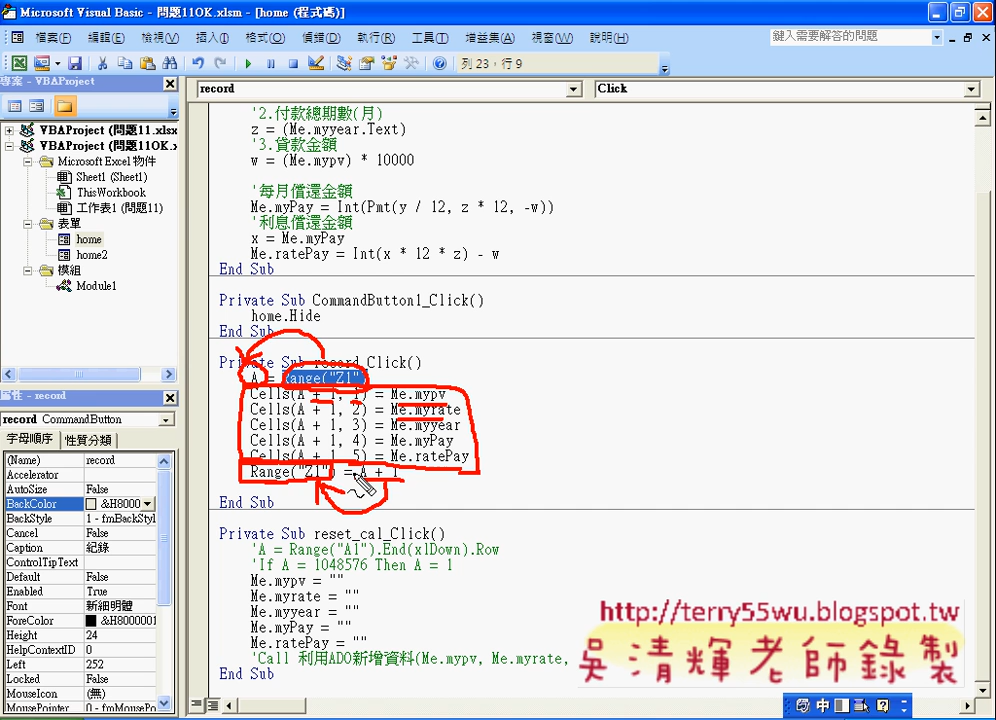 Microsoft Visual Basic - 問題11OK.xlsm - [home (程式碼)]
檔案(F) 編輯(E) 檢視(V) 插入(I) 格式(O) 偵錯(D) 執行(R) 工具(T) 增益集(A) 視窗(W) 說明(H)
鍵入需要解答的問題
列 23，行 9
專案 - VBAProject
VBAProject (問題11.xlsx
VBAProject (問題11OK.x
Microsoft Excel 物件
Sheet1 (Sheet1)
ThisWorkbook
工作表1 (問題11)
表單
home
home2
模組
Module1
屬性 - record
record CommandButton
字母順序 性質分類
(Name) record
Accelerator
AutoSize False
BackColor &H8000
BackStyle 1 - fmBackStyl
Cancel False
Caption 紀錄
ControlTipText
Default False
Enabled True
Font 新細明體
ForeColor &H8000001
Height 24
HelpContextID 0
Left 252
Locked False
MouseIcon (無)
MousePointer 0 - fmMousePo
record Click
'2.付款總期數(月)
z = (Me.myyear.Text)
'3.貸款金額
w = (Me.mypv) * 10000
'每月償還金額
Me.myPay = Int(Pmt(y / 12, z * 12, -w))
'利息償還金額
x = Me.myPay
Me.ratePay = Int(x * 12 * z) - w
End Sub
Private Sub CommandButton1_Click()
home.Hide
End Sub
Private Sub record_Click()
A = Range("Z1")
Cells(A + 1, 1) = Me.mypv
Cells(A + 1, 2) = Me.myrate
Cells(A + 1, 3) = Me.myyear
Cells(A + 1, 4) = Me.myPay
Cells(A + 1, 5) = Me.ratePay
Range("Z1") = A + 1
End Sub
Private Sub reset_cal_Click()
'A = Range("A1").End(xlDown).Row
'If A = 1048576 Then A = 1
Me.mypv = ""
Me.myrate = ""
Me.myyear = ""
Me.myPay = ""
Me.ratePay = ""
'Call 利用ADO新增資料(Me.mypv, Me.myrate,
End Sub
http://terry55wu.blogspot.tw
吳清輝老師錄製
中